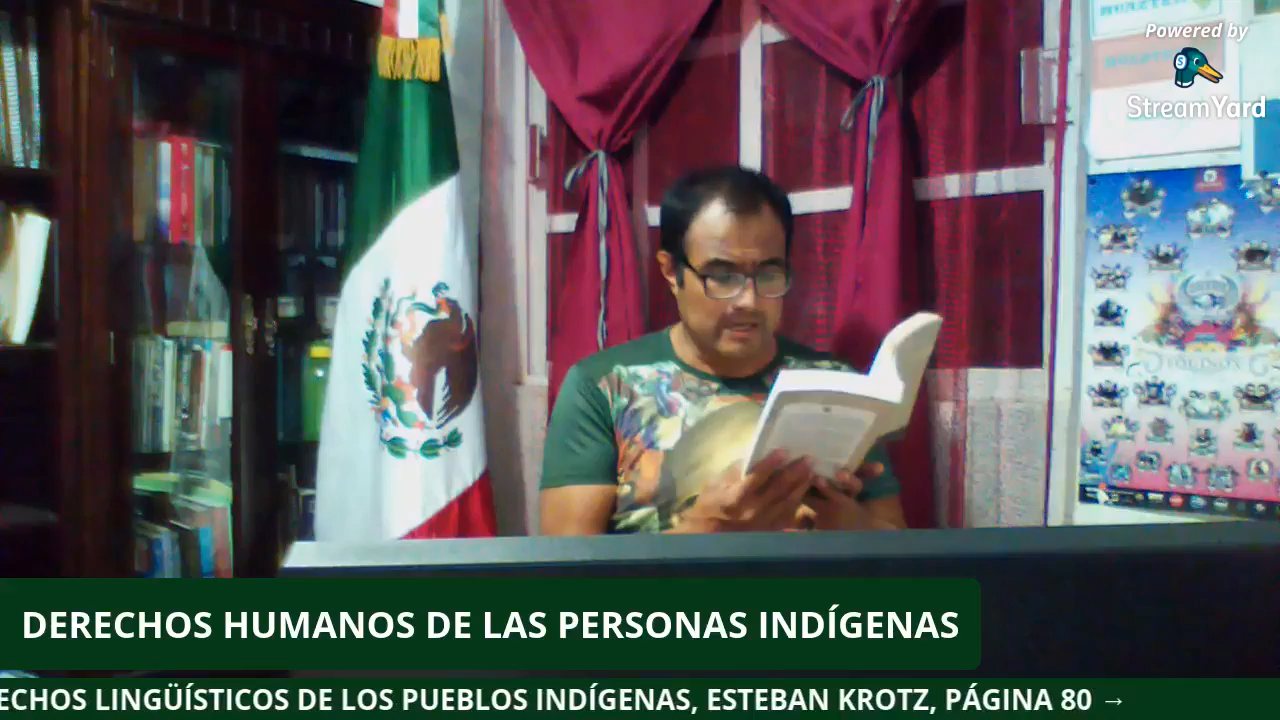 Powered by
StreamYard
DERECHOS HUMANOS DE LAS PERSONAS INDÍGENAS
ECHOS LINGÜÍSTICOS DE LOS PUEBLOS INDÍGENAS, ESTEBAN KROTZ, PÁGINA 80 →